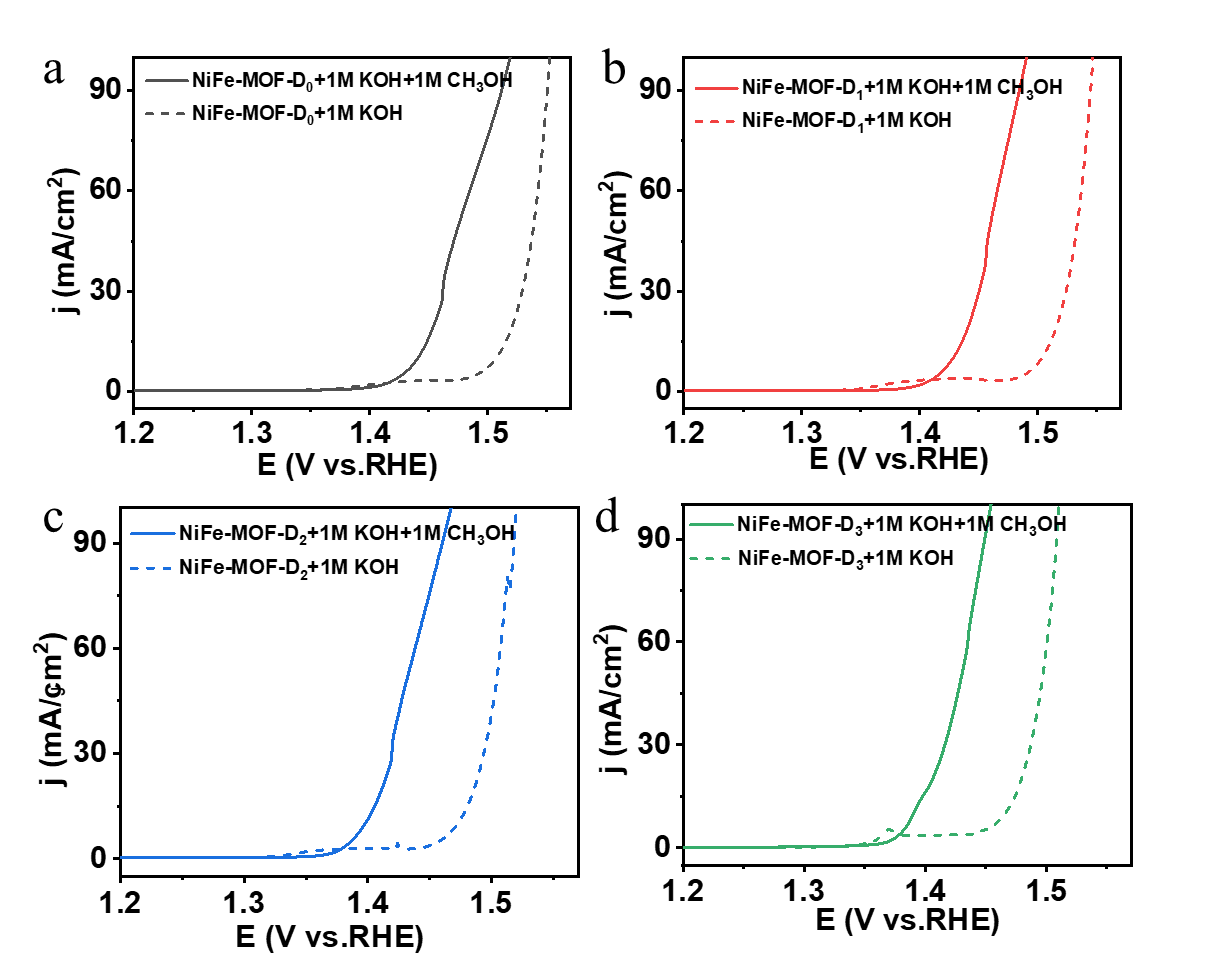 a
NiFe-MOF-D₀+1M KOH+1M CH₃OH
NiFe-MOF-D₀+1M KOH
90
60
30
0
j (mA/cm²)
1.2 1.3 1.4 1.5
E (V vs.RHE)
b
NiFe-MOF-D₁+1M KOH+1M CH₃OH
NiFe-MOF-D₁+1M KOH
90
60
30
0
j (mA/cm²)
1.2 1.3 1.4 1.5
E (V vs.RHE)
c
NiFe-MOF-D₂+1M KOH+1M CH₃OH
NiFe-MOF-D₂+1M KOH
90
60
30
0
j (mA/cm²)
1.2 1.3 1.4 1.5
E (V vs.RHE)
d
NiFe-MOF-D₃+1M KOH+1M CH₃OH
NiFe-MOF-D₃+1M KOH
90
60
30
0
j (mA/cm²)
1.2 1.3 1.4 1.5
E (V vs.RHE)